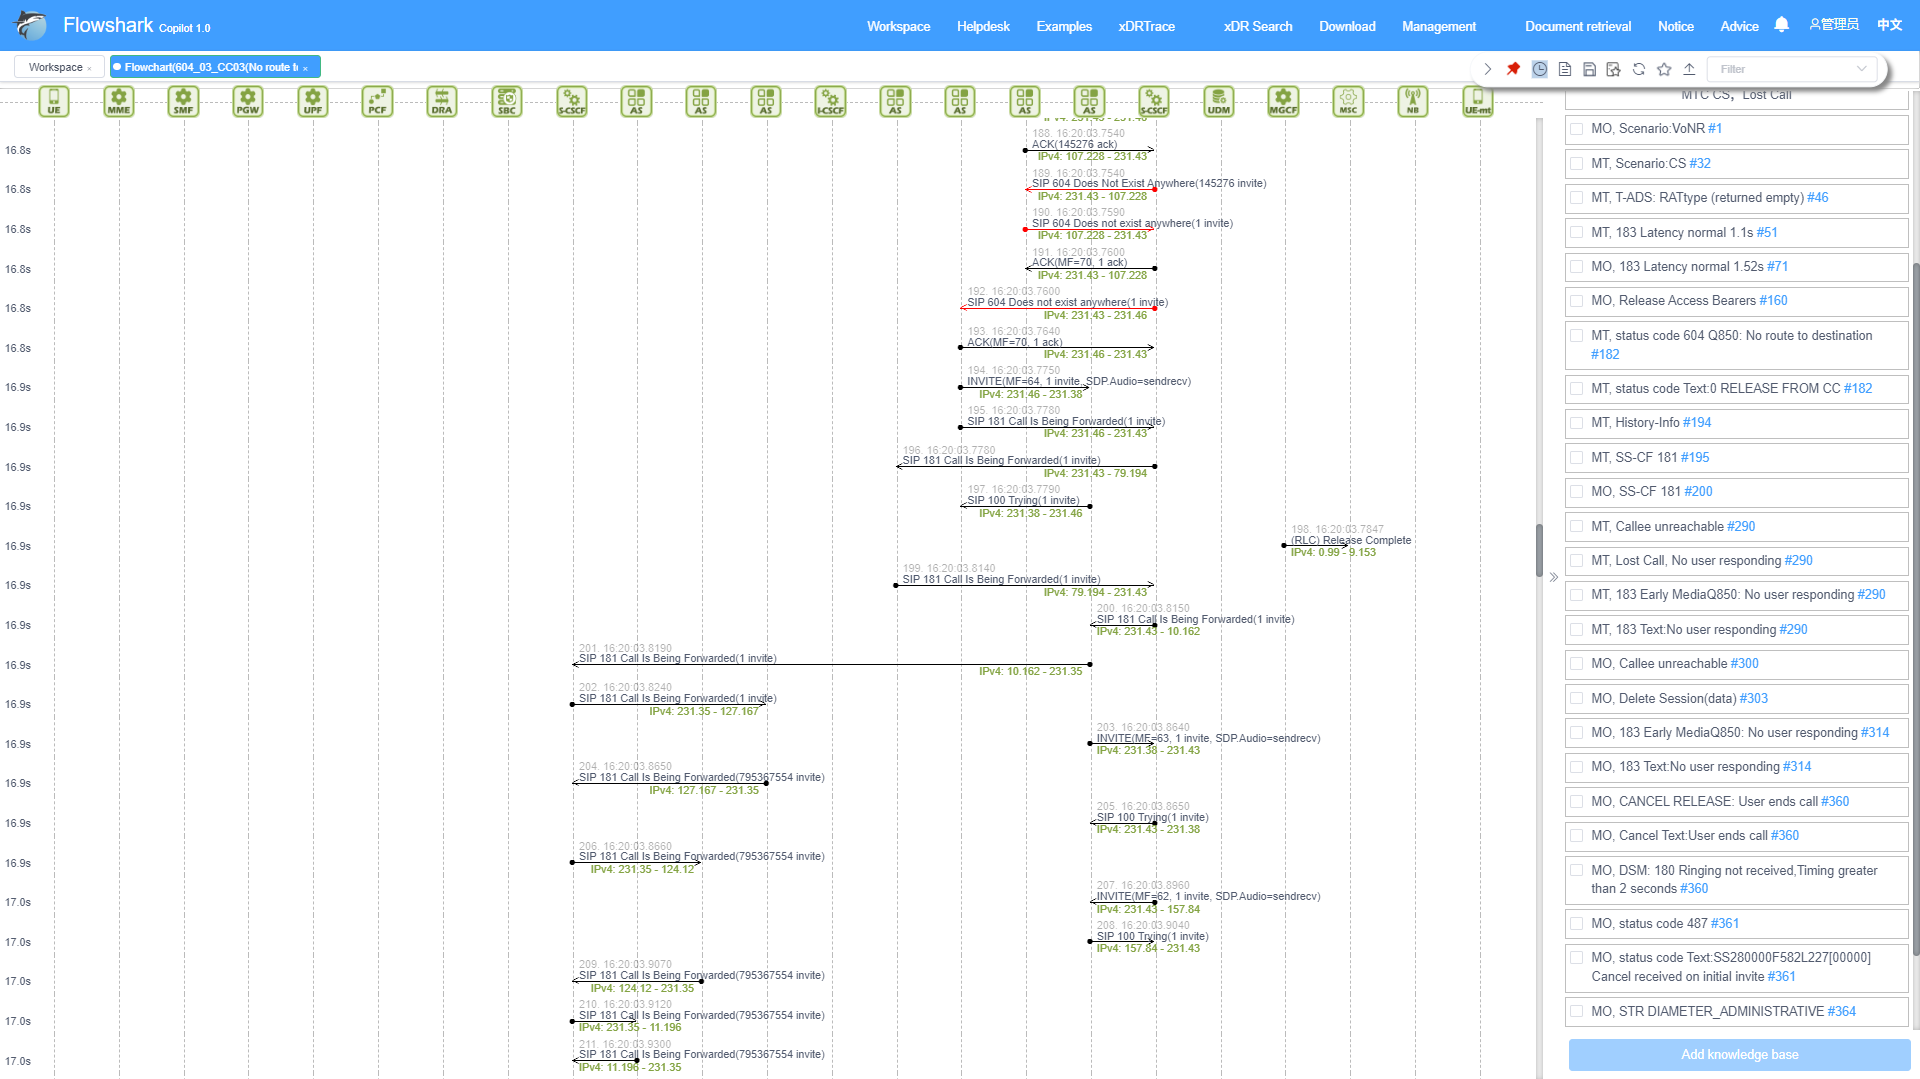 Flowshark Copilot 1.0
Workspace Helpdesk Examples xDRTrace xDR Search Download Management Document retrieval Notice Advice 管理员 中文
Workspace × Flowchart(604_03_CC03(No route t ×
Filter
UE MME SMF PGW UPF PCF DRA SBC S-CSCF AS AS AS I-CSCF AS AS AS AS S-CSCF UDM MGCF MSC NB UE-mt
188. 16:20:03.7540
16.8s ACK(145276 ack)
IPv4: 107.228 - 231.43
189. 16:20:03.7540
16.8s SIP 604 Does Not Exist Anywhere(145276 invite)
IPv4: 231.43 - 107.228
190. 16:20:03.7590
16.8s SIP 604 Does not exist anywhere(1 invite)
IPv4: 107.228 - 231.43
191. 16:20:03.7600
16.8s ACK(MF=70, 1 ack)
IPv4: 231.43 - 107.228
192. 16:20:03.7600
16.8s SIP 604 Does not exist anywhere(1 invite)
IPv4: 231.43 - 231.46
193. 16:20:03.7640
16.8s ACK(MF=70, 1 ack)
IPv4: 231.46 - 231.43
194. 16:20:03.7750
16.9s INVITE(MF=64, 1 invite, SDP.Audio=sendrecv)
IPv4: 231.46 - 231.38
195. 16:20:03.7780
16.9s SIP 181 Call Is Being Forwarded(1 invite)
IPv4: 231.46 - 231.43
196. 16:20:03.7780
16.9s SIP 181 Call Is Being Forwarded(1 invite)
IPv4: 231.43 - 79.194
197. 16:20:03.7790
16.9s SIP 100 Trying(1 invite)
IPv4: 231.38 - 231.46
198. 16:20:03.7847
16.9s (RLC) Release Complete
IPv4: 0.99 - 9.153
199. 16:20:03.8140
16.9s SIP 181 Call Is Being Forwarded(1 invite)
IPv4: 79.194 - 231.43
200. 16:20:03.8150
16.9s SIP 181 Call Is Being Forwarded(1 invite)
IPv4: 231.43 - 10.162
201. 16:20:03.8190
16.9s SIP 181 Call Is Being Forwarded(1 invite)
IPv4: 10.162 - 231.35
202. 16:20:03.8240
16.9s SIP 181 Call Is Being Forwarded(1 invite)
IPv4: 231.35 - 127.167
203. 16:20:03.8640
16.9s INVITE(MF=63, 1 invite, SDP.Audio=sendrecv)
IPv4: 231.38 - 231.43
204. 16:20:03.8650
16.9s SIP 181 Call Is Being Forwarded(795367554 invite)
IPv4: 127.167 - 231.35
205. 16:20:03.8650
16.9s SIP 100 Trying(1 invite)
IPv4: 231.43 - 231.38
206. 16:20:03.8660
16.9s SIP 181 Call Is Being Forwarded(795367554 invite)
IPv4: 231.35 - 124.12
207. 16:20:03.8960
17.0s INVITE(MF=62, 1 invite, SDP.Audio=sendrecv)
IPv4: 231.43 - 157.84
208. 16:20:03.9040
17.0s SIP 100 Trying(1 invite)
IPv4: 157.84 - 231.43
209. 16:20:03.9070
17.0s SIP 181 Call Is Being Forwarded(795367554 invite)
IPv4: 124.12 - 231.35
210. 16:20:03.9120
17.0s SIP 181 Call Is Being Forwarded(795367554 invite)
IPv4: 231.35 - 11.196
211. 16:20:03.9300
17.0s SIP 181 Call Is Being Forwarded(795367554 invite)
IPv4: 11.196 - 231.35
MTC CS，Lost Call
MO, Scenario:VoNR #1
MT, Scenario:CS #32
MT, T-ADS: RATtype (returned empty) #46
MT, 183 Latency normal 1.1s #51
MO, 183 Latency normal 1.52s #71
MO, Release Access Bearers #160
MT, status code 604 Q850: No route to destination
#182
MT, status code Text:0 RELEASE FROM CC #182
MT, History-Info #194
MT, SS-CF 181 #195
MO, SS-CF 181 #200
MT, Callee unreachable #290
MT, Lost Call, No user responding #290
MT, 183 Early MediaQ850: No user responding #290
MT, 183 Text:No user responding #290
MO, Callee unreachable #300
MO, Delete Session(data) #303
MO, 183 Early MediaQ850: No user responding #314
MO, 183 Text:No user responding #314
MO, CANCEL RELEASE: User ends call #360
MO, Cancel Text:User ends call #360
MO, DSM: 180 Ringing not received,Timing greater
than 2 seconds #360
MO, status code 487 #361
MO, status code Text:SS280000F582L227[00000]
Cancel received on initial invite #361
MO, STR DIAMETER_ADMINISTRATIVE #364
Add knowledge base